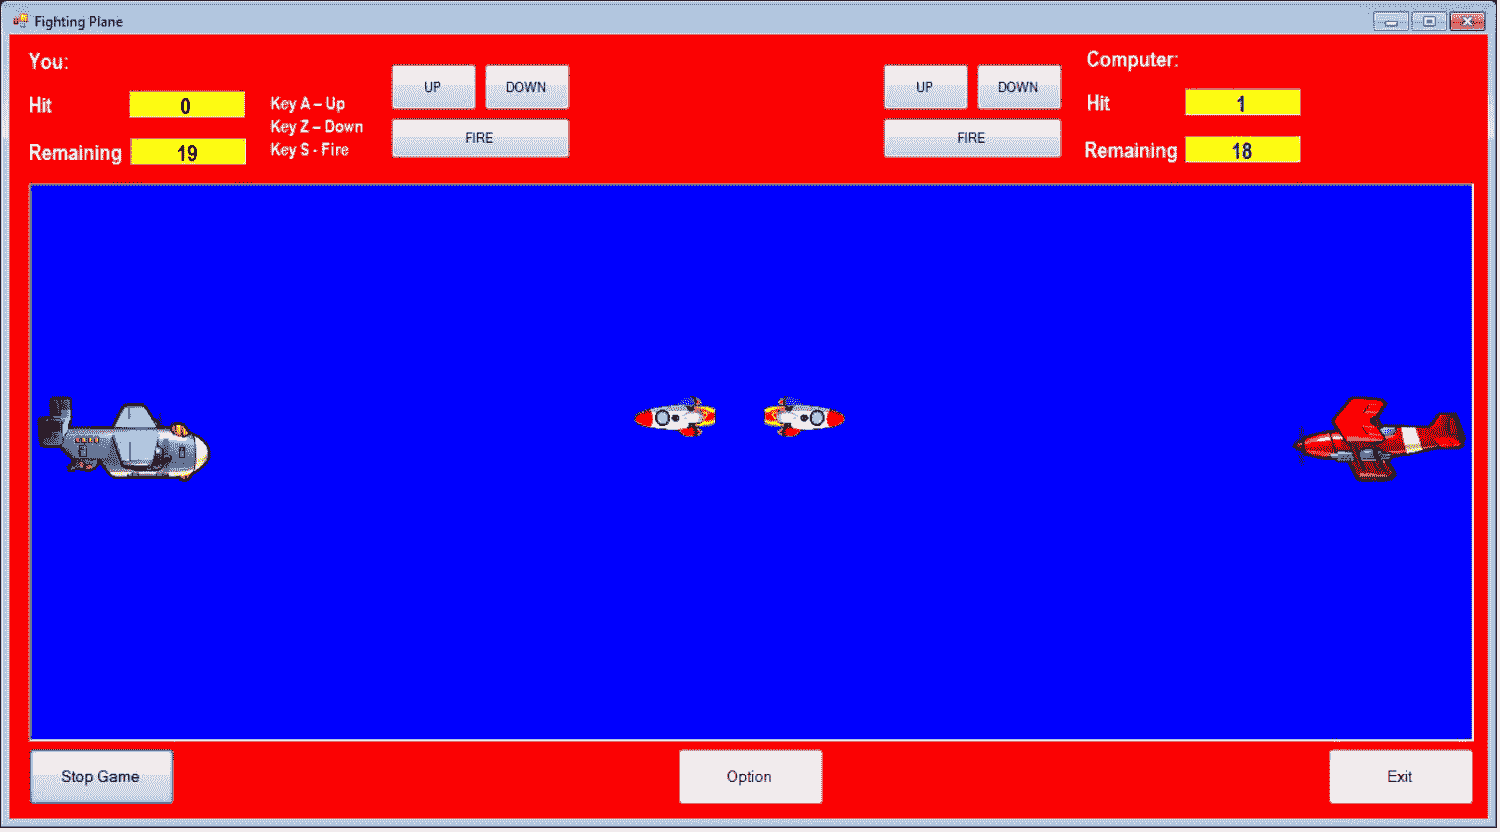 Fighting Plane
You:
Hit 0
Remaining 19
Key A – Up
Key Z – Down
Key S - Fire
UP DOWN
FIRE
UP DOWN
FIRE
Computer:
Hit 1
Remaining 18
Stop Game
Option
Exit